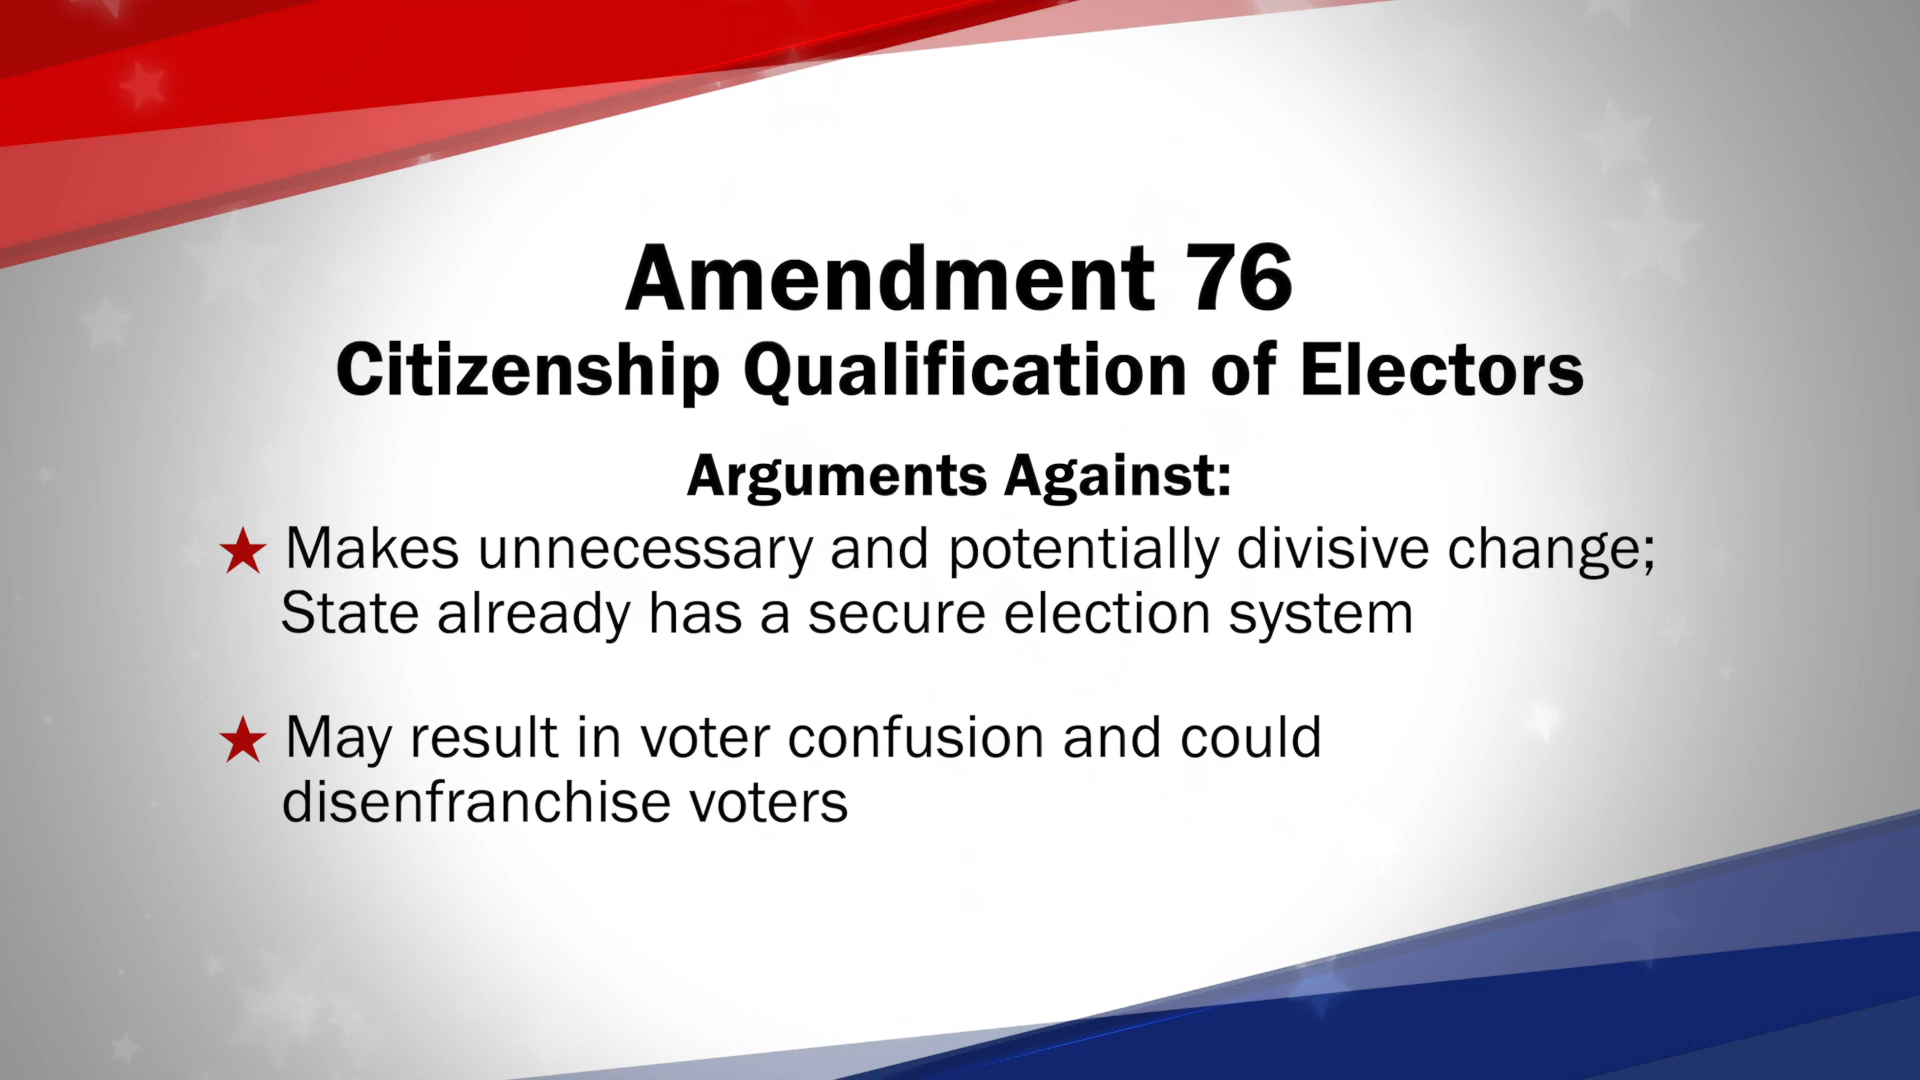 Amendment 76
Citizenship Qualification of Electors
Arguments Against:
★ Makes unnecessary and potentially divisive change;
State already has a secure election system
★ May result in voter confusion and could
disenfranchise voters